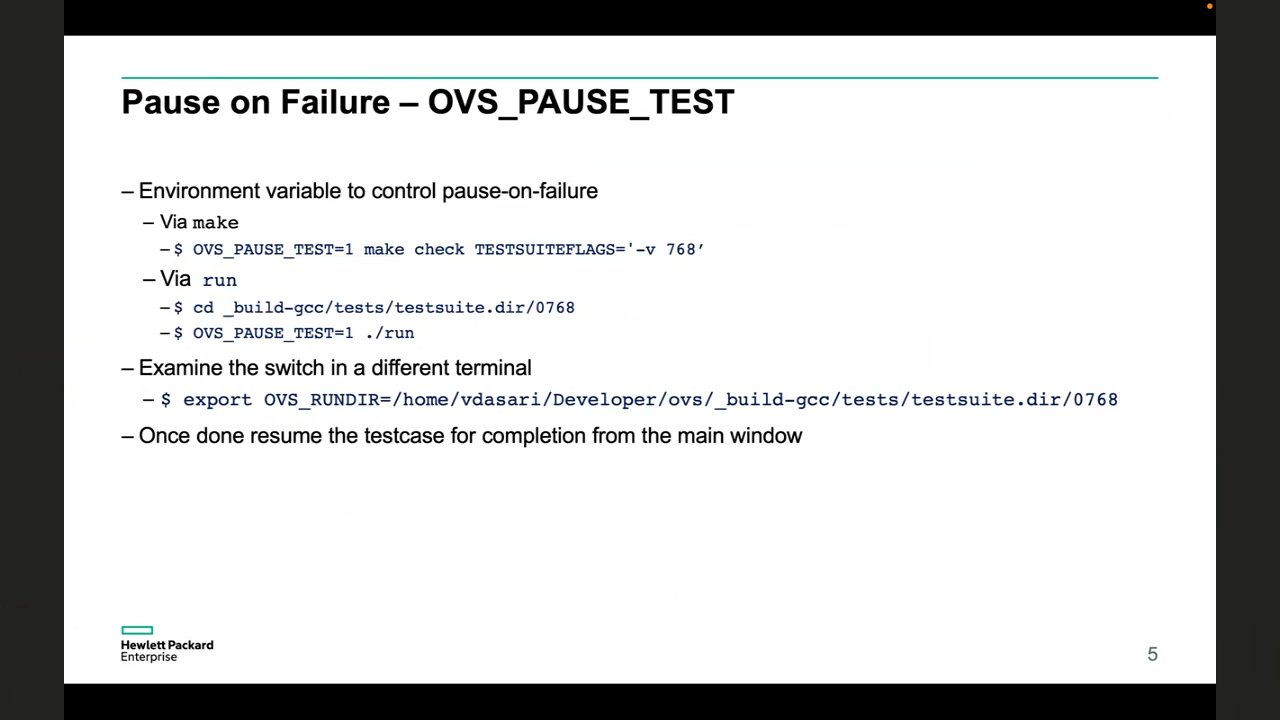 Pause on Failure – OVS_PAUSE_TEST
– Environment variable to control pause-on-failure
– Via make
– $ OVS_PAUSE_TEST=1 make check TESTSUITEFLAGS='-v 768’
– Via run
– $ cd _build-gcc/tests/testsuite.dir/0768
– $ OVS_PAUSE_TEST=1 ./run
– Examine the switch in a different terminal
– $ export OVS_RUNDIR=/home/vdasari/Developer/ovs/_build-gcc/tests/testsuite.dir/0768
– Once done resume the testcase for completion from the main window
Hewlett Packard
Enterprise
5